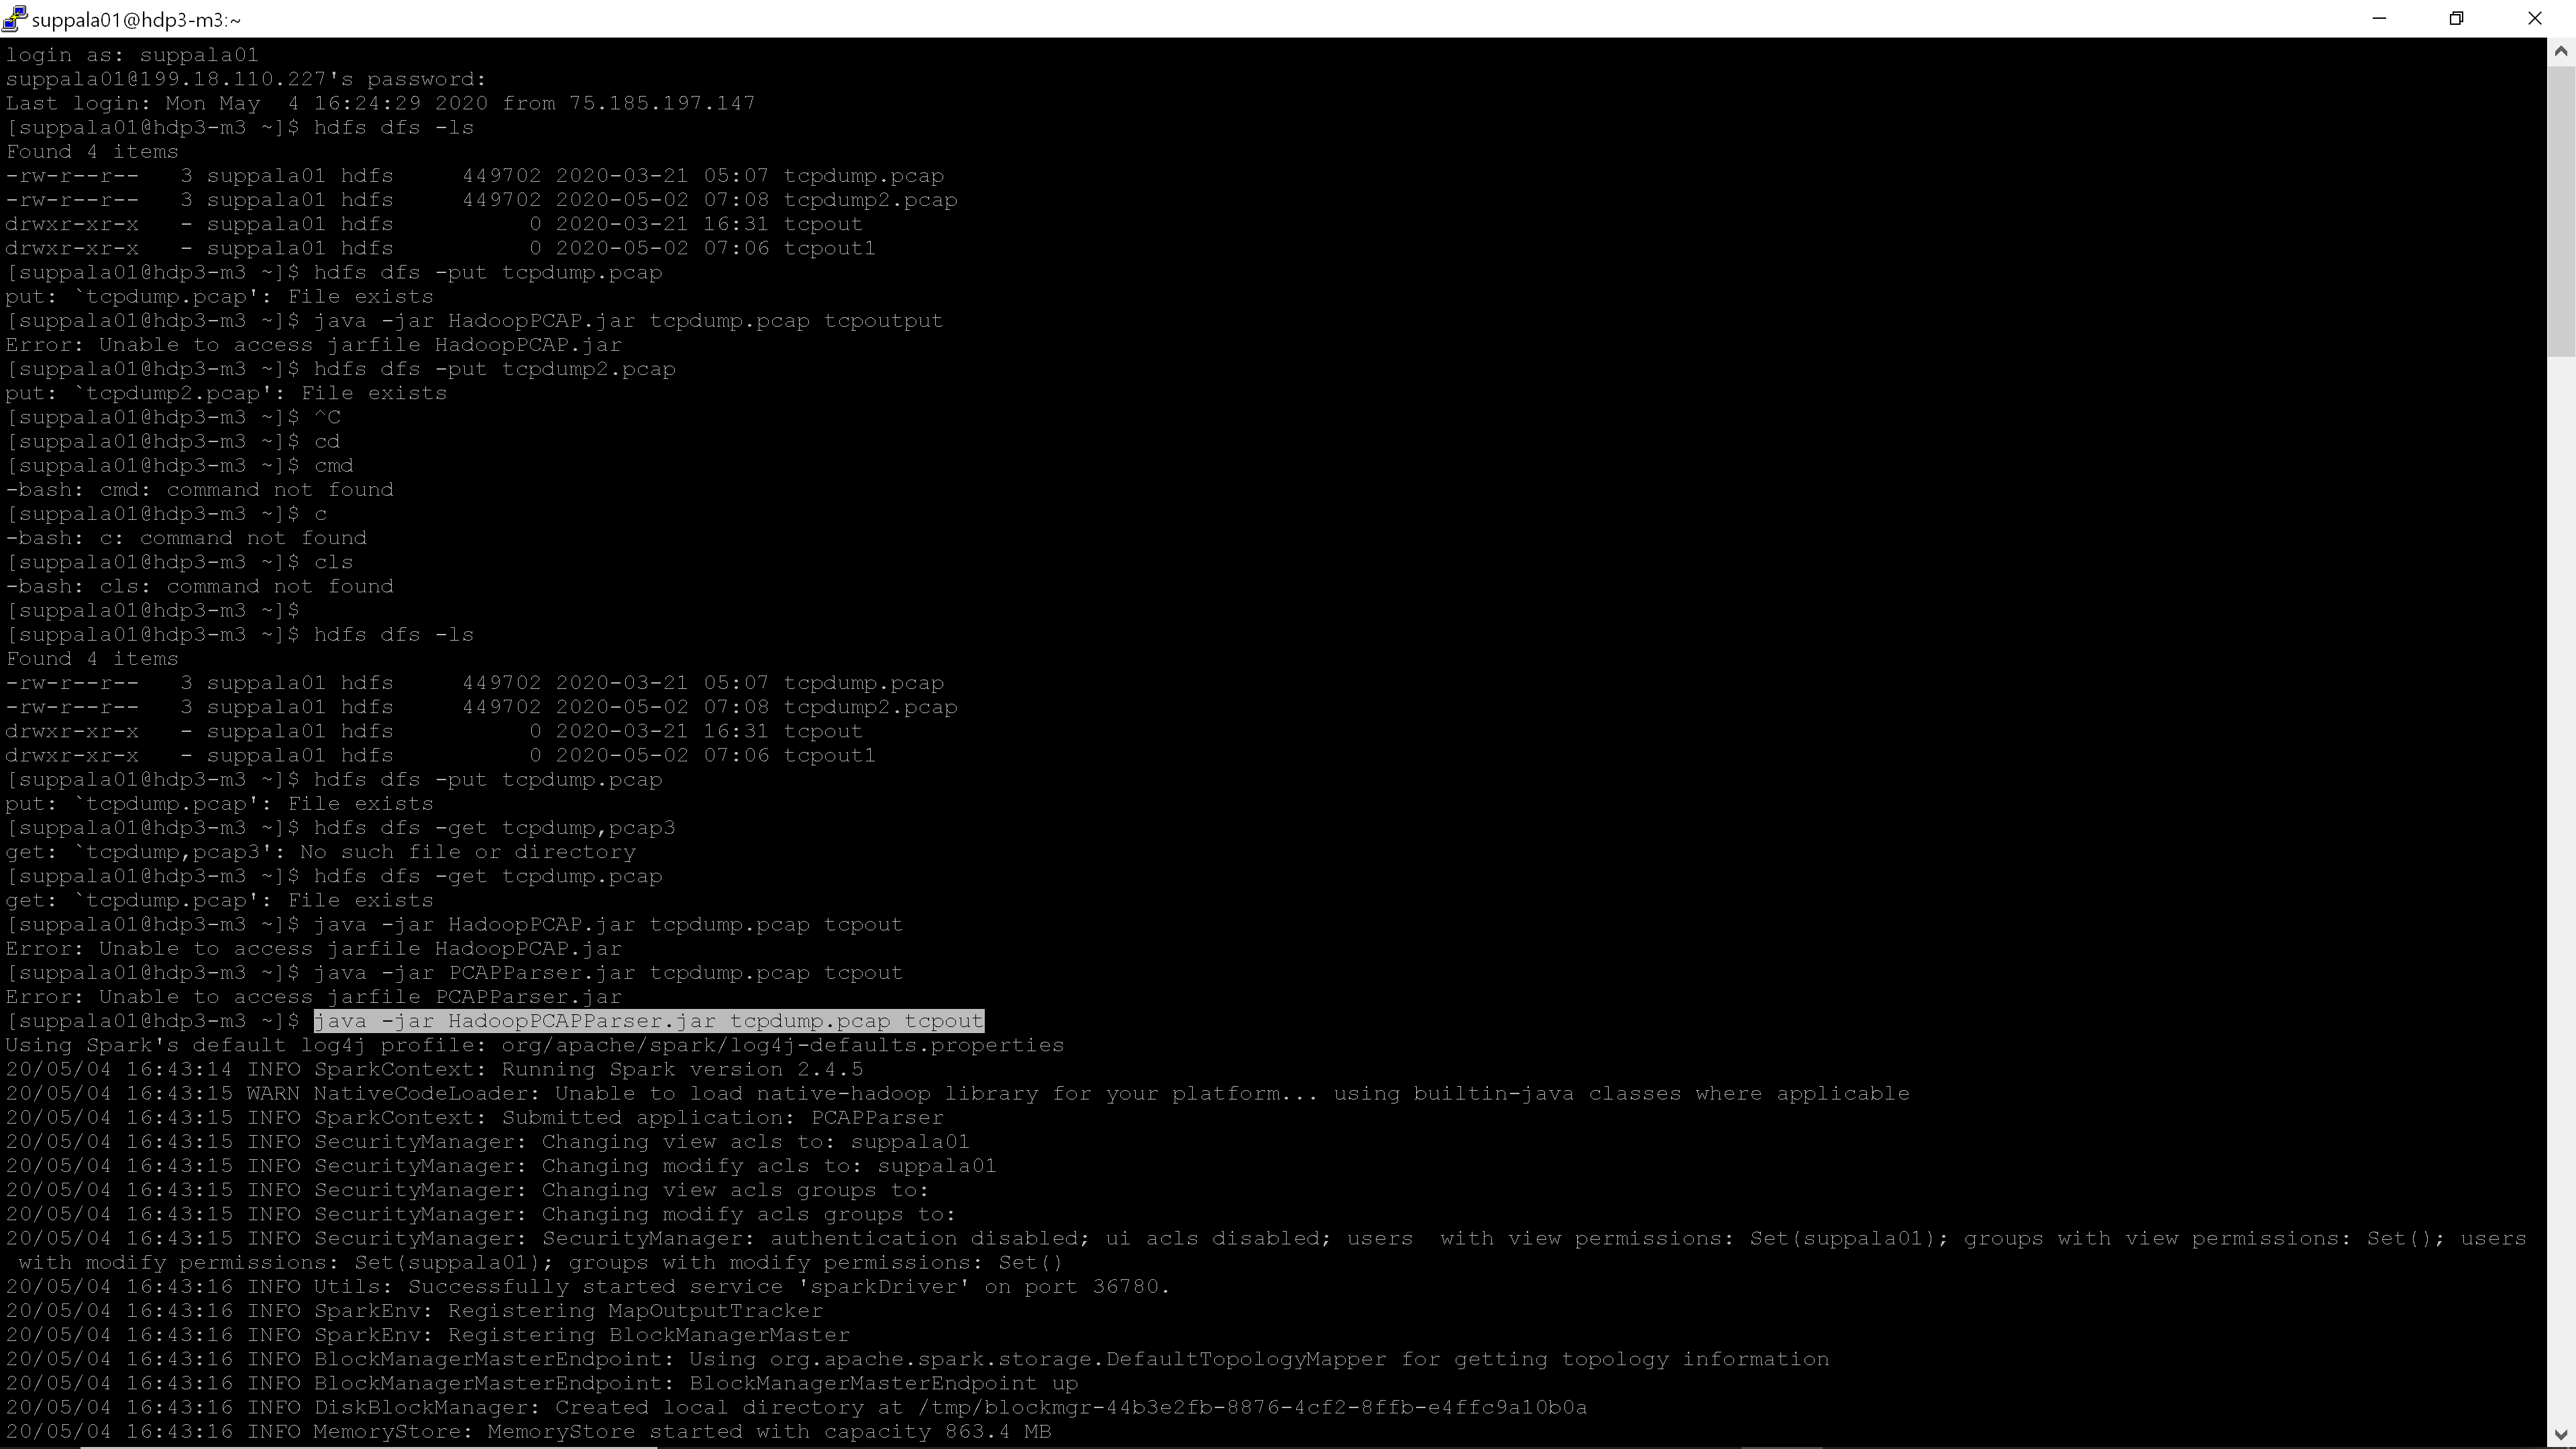 suppala01@hdp3-m3:~
login as: suppala01
suppala01@199.18.110.227's password:
Last login: Mon May  4 16:24:29 2020 from 75.185.197.147
[suppala01@hdp3-m3 ~]$ hdfs dfs -ls
Found 4 items
-rw-r--r--   3 suppala01 hdfs     449702 2020-03-21 05:07 tcpdump.pcap
-rw-r--r--   3 suppala01 hdfs     449702 2020-05-02 07:08 tcpdump2.pcap
drwxr-xr-x   - suppala01 hdfs          0 2020-03-21 16:31 tcpout
drwxr-xr-x   - suppala01 hdfs          0 2020-05-02 07:06 tcpout1
[suppala01@hdp3-m3 ~]$ hdfs dfs -put tcpdump.pcap
put: `tcpdump.pcap': File exists
[suppala01@hdp3-m3 ~]$ java -jar HadoopPCAP.jar tcpdump.pcap tcpoutput
Error: Unable to access jarfile HadoopPCAP.jar
[suppala01@hdp3-m3 ~]$ hdfs dfs -put tcpdump2.pcap
put: `tcpdump2.pcap': File exists
[suppala01@hdp3-m3 ~]$ ^C
[suppala01@hdp3-m3 ~]$ cd
[suppala01@hdp3-m3 ~]$ cmd
-bash: cmd: command not found
[suppala01@hdp3-m3 ~]$ c
-bash: c: command not found
[suppala01@hdp3-m3 ~]$ cls
-bash: cls: command not found
[suppala01@hdp3-m3 ~]$
[suppala01@hdp3-m3 ~]$ hdfs dfs -ls
Found 4 items
-rw-r--r--   3 suppala01 hdfs     449702 2020-03-21 05:07 tcpdump.pcap
-rw-r--r--   3 suppala01 hdfs     449702 2020-05-02 07:08 tcpdump2.pcap
drwxr-xr-x   - suppala01 hdfs          0 2020-03-21 16:31 tcpout
drwxr-xr-x   - suppala01 hdfs          0 2020-05-02 07:06 tcpout1
[suppala01@hdp3-m3 ~]$ hdfs dfs -put tcpdump.pcap
put: `tcpdump.pcap': File exists
[suppala01@hdp3-m3 ~]$ hdfs dfs -get tcpdump,pcap3
get: `tcpdump,pcap3': No such file or directory
[suppala01@hdp3-m3 ~]$ hdfs dfs -get tcpdump.pcap
get: `tcpdump.pcap': File exists
[suppala01@hdp3-m3 ~]$ java -jar HadoopPCAP.jar tcpdump.pcap tcpout
Error: Unable to access jarfile HadoopPCAP.jar
[suppala01@hdp3-m3 ~]$ java -jar PCAPParser.jar tcpdump.pcap tcpout
Error: Unable to access jarfile PCAPParser.jar
[suppala01@hdp3-m3 ~]$ java -jar HadoopPCAPParser.jar tcpdump.pcap tcpout
Using Spark's default log4j profile: org/apache/spark/log4j-defaults.properties
20/05/04 16:43:14 INFO SparkContext: Running Spark version 2.4.5
20/05/04 16:43:15 WARN NativeCodeLoader: Unable to load native-hadoop library for your platform... using builtin-java classes where applicable
20/05/04 16:43:15 INFO SparkContext: Submitted application: PCAPParser
20/05/04 16:43:15 INFO SecurityManager: Changing view acls to: suppala01
20/05/04 16:43:15 INFO SecurityManager: Changing modify acls to: suppala01
20/05/04 16:43:15 INFO SecurityManager: Changing view acls groups to:
20/05/04 16:43:15 INFO SecurityManager: Changing modify acls groups to:
20/05/04 16:43:15 INFO SecurityManager: SecurityManager: authentication disabled; ui acls disabled; users  with view permissions: Set(suppala01); groups with view permissions: Set(); users
 with modify permissions: Set(suppala01); groups with modify permissions: Set()
20/05/04 16:43:16 INFO Utils: Successfully started service 'sparkDriver' on port 36780.
20/05/04 16:43:16 INFO SparkEnv: Registering MapOutputTracker
20/05/04 16:43:16 INFO SparkEnv: Registering BlockManagerMaster
20/05/04 16:43:16 INFO BlockManagerMasterEndpoint: Using org.apache.spark.storage.DefaultTopologyMapper for getting topology information
20/05/04 16:43:16 INFO BlockManagerMasterEndpoint: BlockManagerMasterEndpoint up
20/05/04 16:43:16 INFO DiskBlockManager: Created local directory at /tmp/blockmgr-44b3e2fb-8876-4cf2-8ffb-e4ffc9a10b0a
20/05/04 16:43:16 INFO MemoryStore: MemoryStore started with capacity 863.4 MB